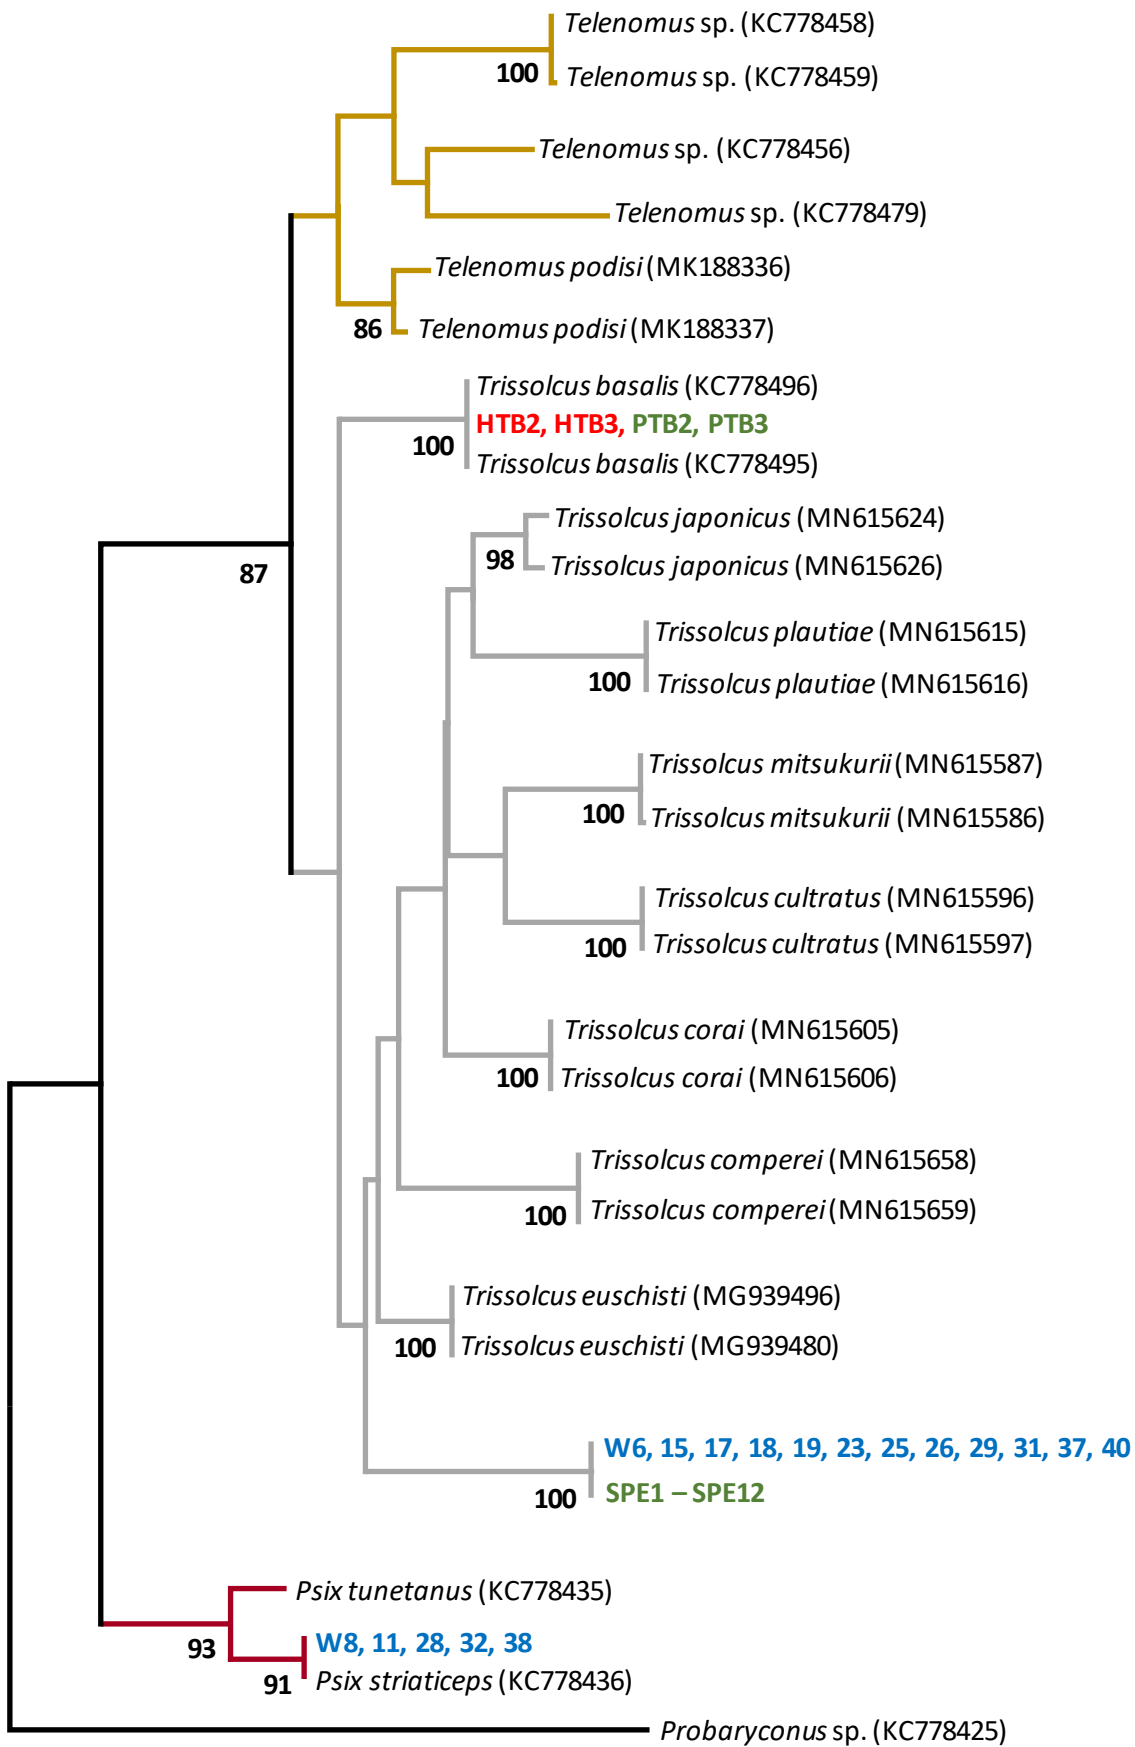 Telenomus sp. (KC778458)
100
Telenomus sp. (KC778459)
Telenomus sp. (KC778456)
Telenomus sp. (KC778479)
Telenomus podisi (MK188336)
86
Telenomus podisi (MK188337)
Trissolcus basalis (KC778496)
HTB2, HTB3, PTB2, PTB3
100
Trissolcus basalis (KC778495)
Trissolcus japonicus (MN615624)
98
Trissolcus japonicus (MN615626)
87
Trissolcus plautiae (MN615615)
100
Trissolcus plautiae (MN615616)
Trissolcus mitsukurii (MN615587)
100
Trissolcus mitsukurii (MN615586)
Trissolcus cultratus (MN615596)
100
Trissolcus cultratus (MN615597)
Trissolcus corai (MN615605)
100
Trissolcus corai (MN615606)
Trissolcus comperei (MN615658)
100
Trissolcus comperei (MN615659)
Trissolcus euschisti (MG939496)
100
Trissolcus euschisti (MG939480)
W6, 15, 17, 18, 19, 23, 25, 26, 29, 31, 37, 40
100
SPE1 – SPE12
Psix tunetanus (KC778435)
93
W8, 11, 28, 32, 38
91
Psix striaticeps (KC778436)
Probaryconus sp. (KC778425)